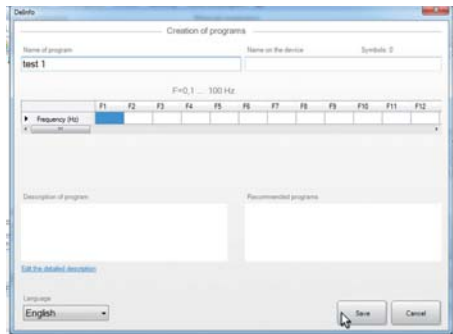 DeInfo
Creation of programs
Name of program Name on the device Symbols: 0
test 1
F=0,1 ... 100 Hz
F1 F2 F3 F4 F5 F6 F7 F8 F9 F10 F11 F12
Frequency (Hz)
Description of program Recommended programs
Edit the detailed description
Language
English Save Cancel